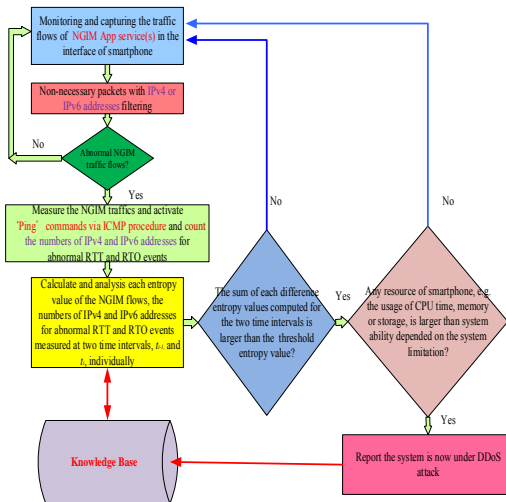 Monitoring and capturing the traffic
flows of NGIM App service(s) in the
interface of smartphone
Non-necessary packets with IPv4 or
IPv6 addresses filtering
No
Abnormal NGIM
traffic flows?
Yes
Measure the NGIM traffics and activate
'Ping' commands via ICMP procedure and count
the numbers of IPv4 and IPv6 addresses for
abnormal RTT and RTO events
Calculate and analysis each entropy
value of the NGIM flows, the
numbers of IPv4 and IPv6 addresses
for abnormal RTT and RTO events
measured at two time intervals, ti-1, and
ti, individually
No
The sum of each difference
entropy values computed for
the two time intervals is
larger than the threshold
entropy value?
Yes
No
Any resource of smartphone, e.g.
the usage of CPU time, memory
or storage, is larger than system
ability depended on the system
limitation?
Yes
Report the system is now under DDoS
attack
Knowledge Base